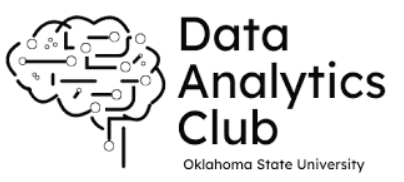 Data
Analytics
Club
Oklahoma State University